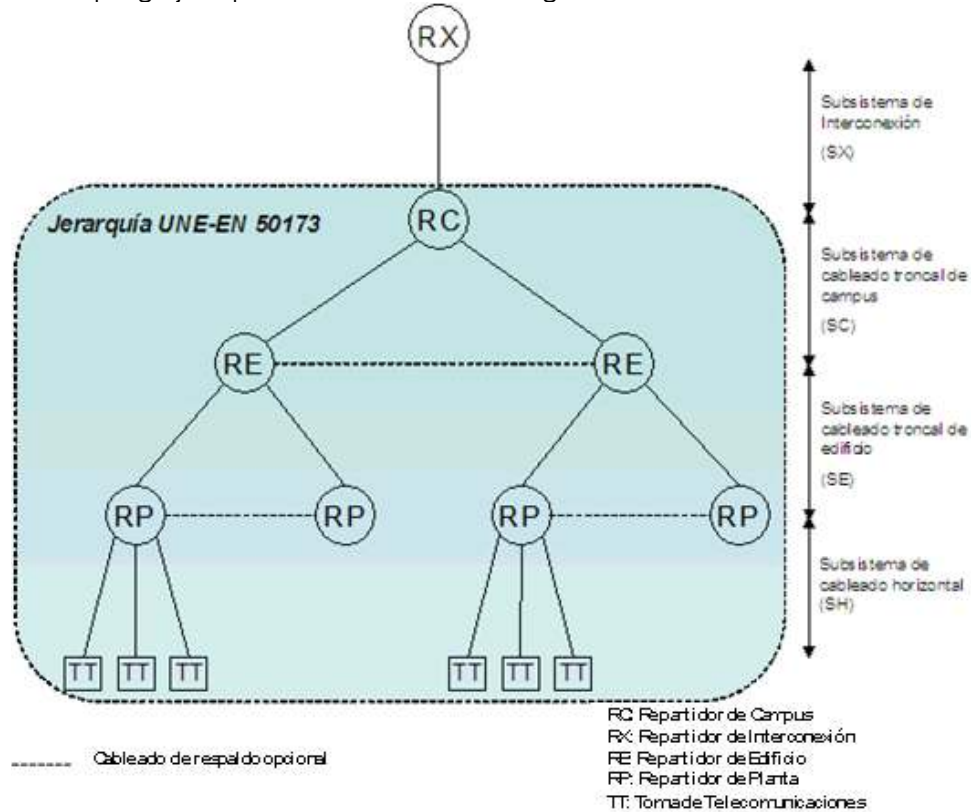 RX
Subsistema de
Interconexión
(SX)
Jerarquía UNE-EN 50173
RC
Subsistema de
cableado troncal de
campus
(SC)
RE
RE
Subsistema de
cableado troncal de
edificio
(SE)
RP
RP
RP
RP
Subsistema de
cableado horizontal
(SH)
TT
TT
TT
TT
TT
TT
Cableado de respaldo opcional
RC: Repartidor de Campus
RX: Repartidor de Interconexión
RE: Repartidor de Edificio
RP: Repartidor de Planta
TT: Toma de Telecomunicaciones